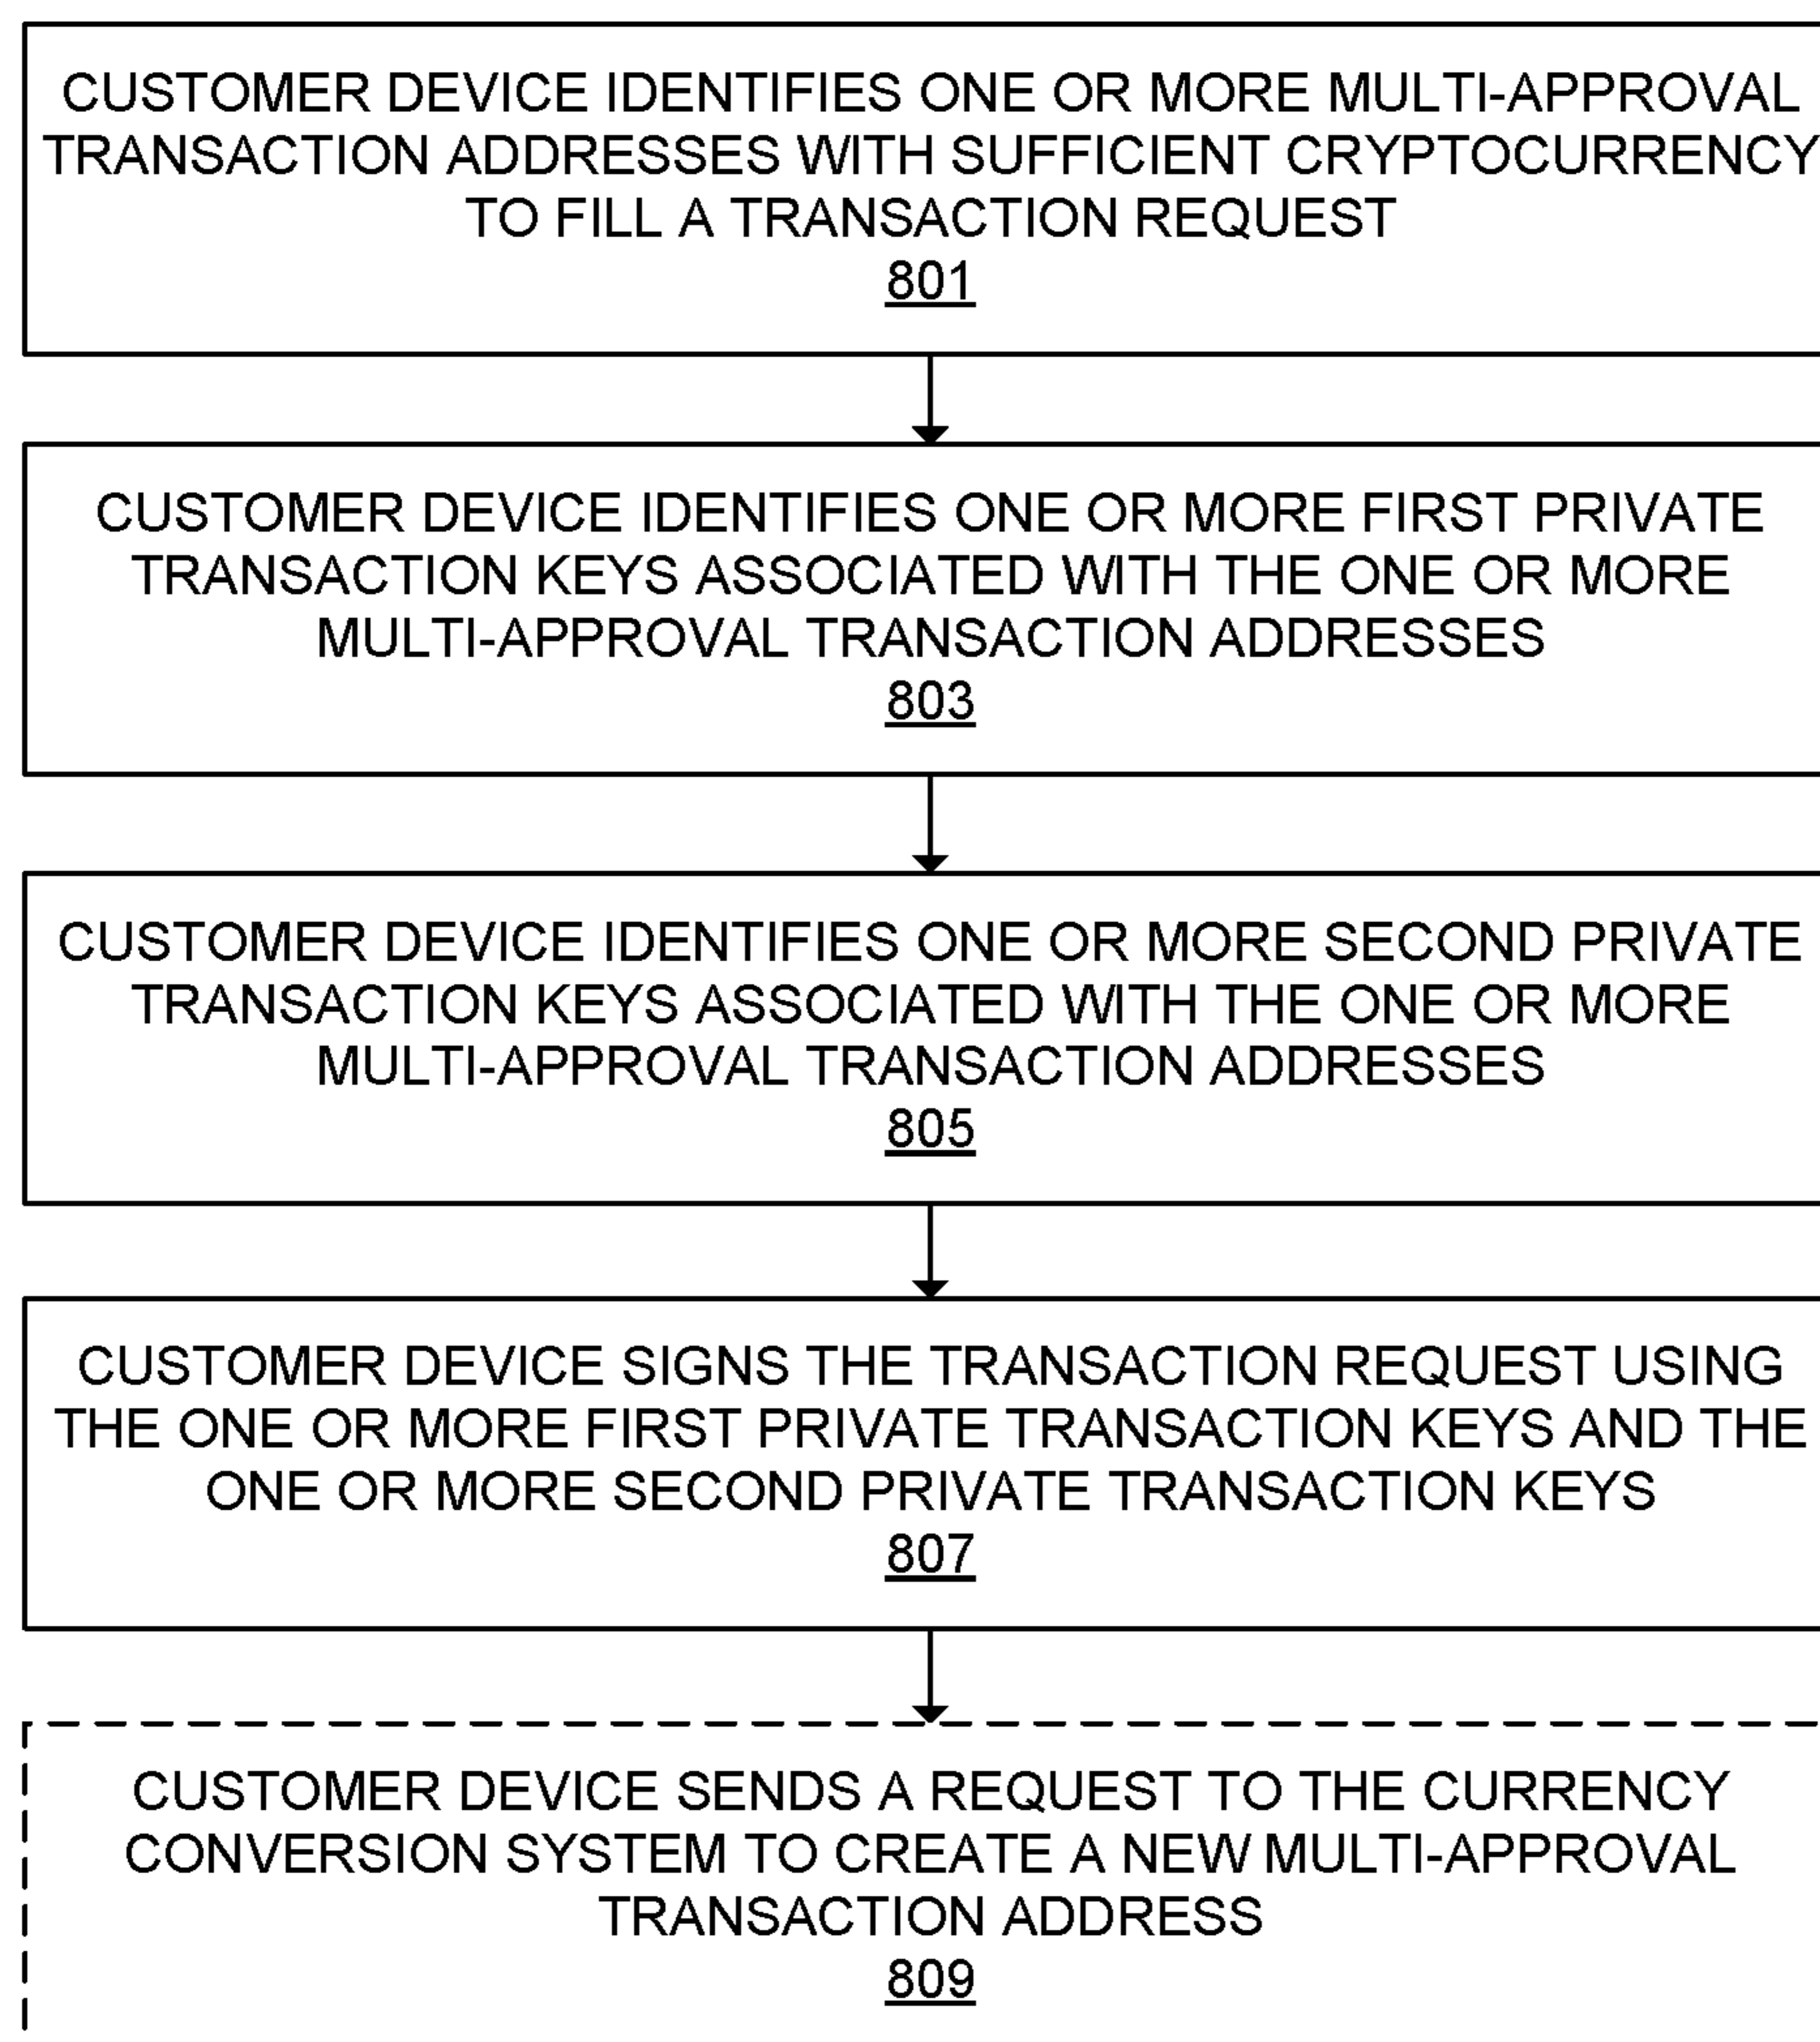 CUSTOMER DEVICE IDENTIFIES ONE OR MORE MULTI-APPROVAL
TRANSACTION ADDRESSES WITH SUFFICIENT CRYPTOCURRENCY
TO FILL A TRANSACTION REQUEST
801
CUSTOMER DEVICE IDENTIFIES ONE OR MORE FIRST PRIVATE
TRANSACTION KEYS ASSOCIATED WITH THE ONE OR MORE
MULTI-APPROVAL TRANSACTION ADDRESSES
803
CUSTOMER DEVICE IDENTIFIES ONE OR MORE SECOND PRIVATE
TRANSACTION KEYS ASSOCIATED WITH THE ONE OR MORE
MULTI-APPROVAL TRANSACTION ADDRESSES
805
CUSTOMER DEVICE SIGNS THE TRANSACTION REQUEST USING
THE ONE OR MORE FIRST PRIVATE TRANSACTION KEYS AND THE
ONE OR MORE SECOND PRIVATE TRANSACTION KEYS
807
CUSTOMER DEVICE SENDS A REQUEST TO THE CURRENCY
CONVERSION SYSTEM TO CREATE A NEW MULTI-APPROVAL
TRANSACTION ADDRESS
809